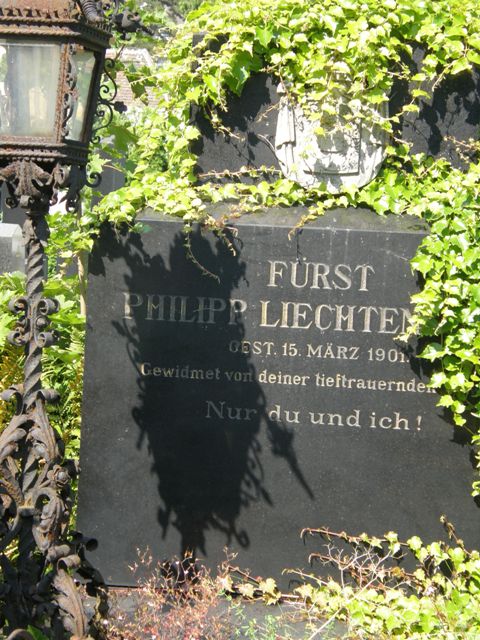 FÜRST
PHILIPP LIECHTEN
GEST. 15. MÄRZ 1901.
Gewidmet von deiner tieftrauernden
Nur du und ich!